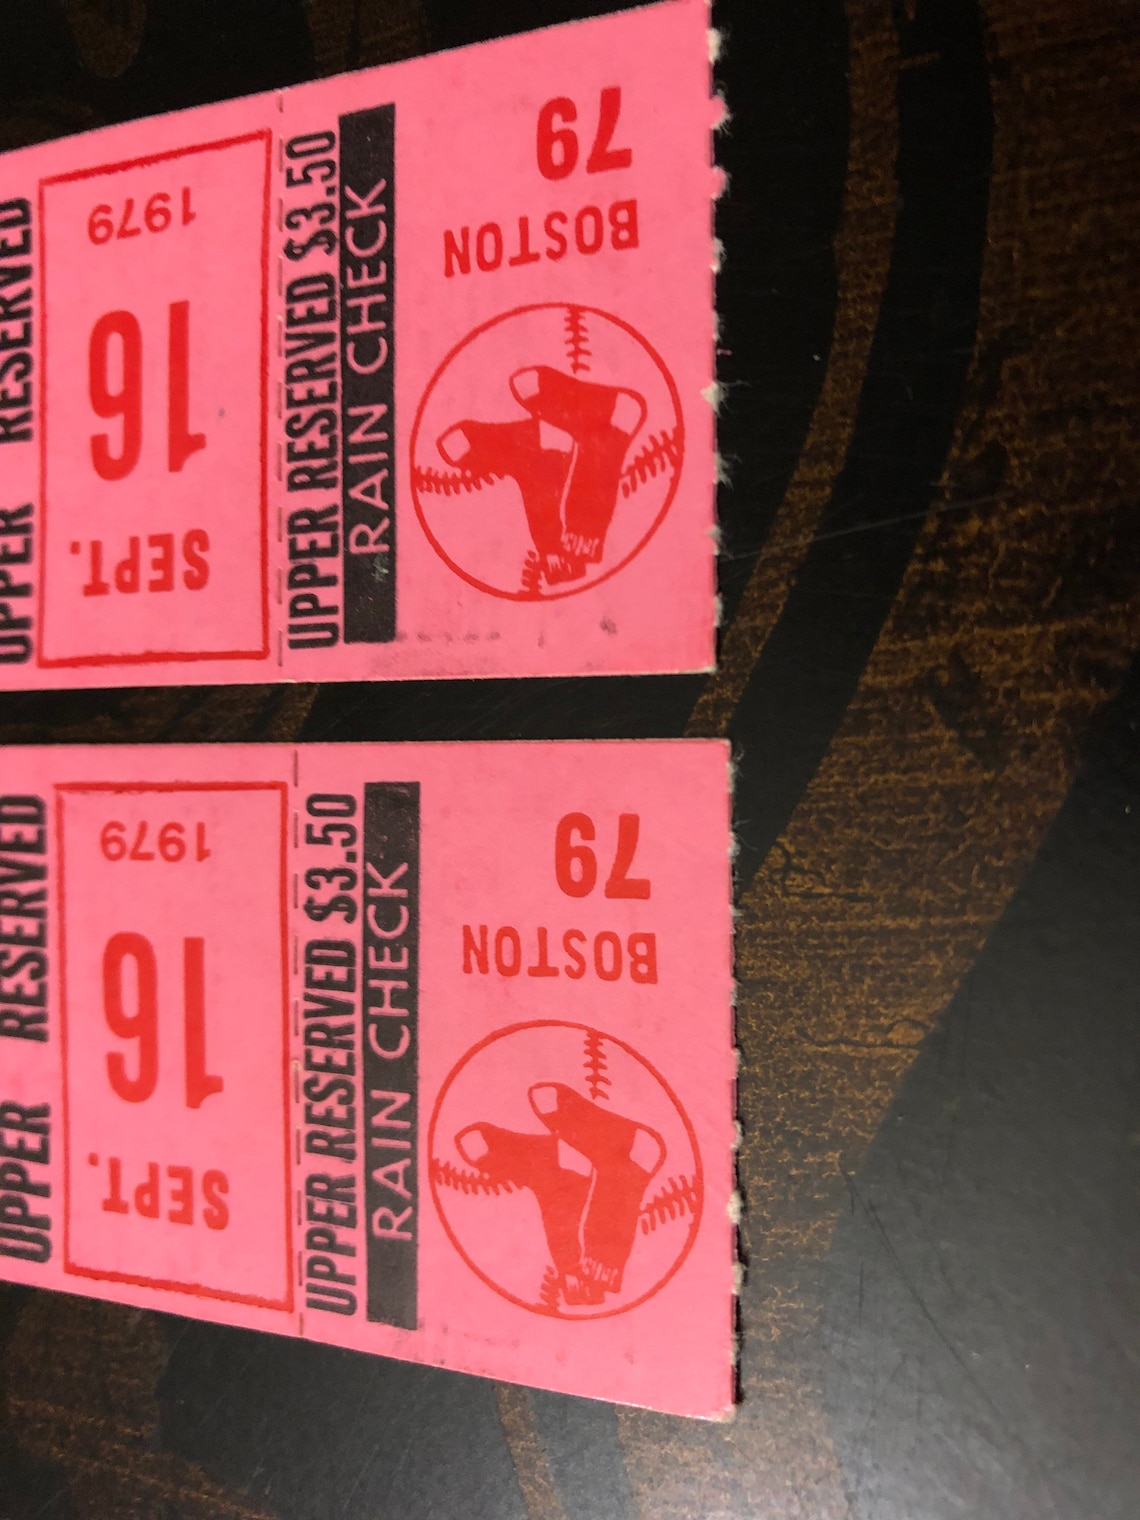 UPPER RESERVED
SEPT.
16
1979
UPPER RESERVED $3.50
RAIN CHECK
BOSTON
79
UPPER RESERVED
SEPT.
16
1979
UPPER RESERVED $3.50
RAIN CHECK
BOSTON
79